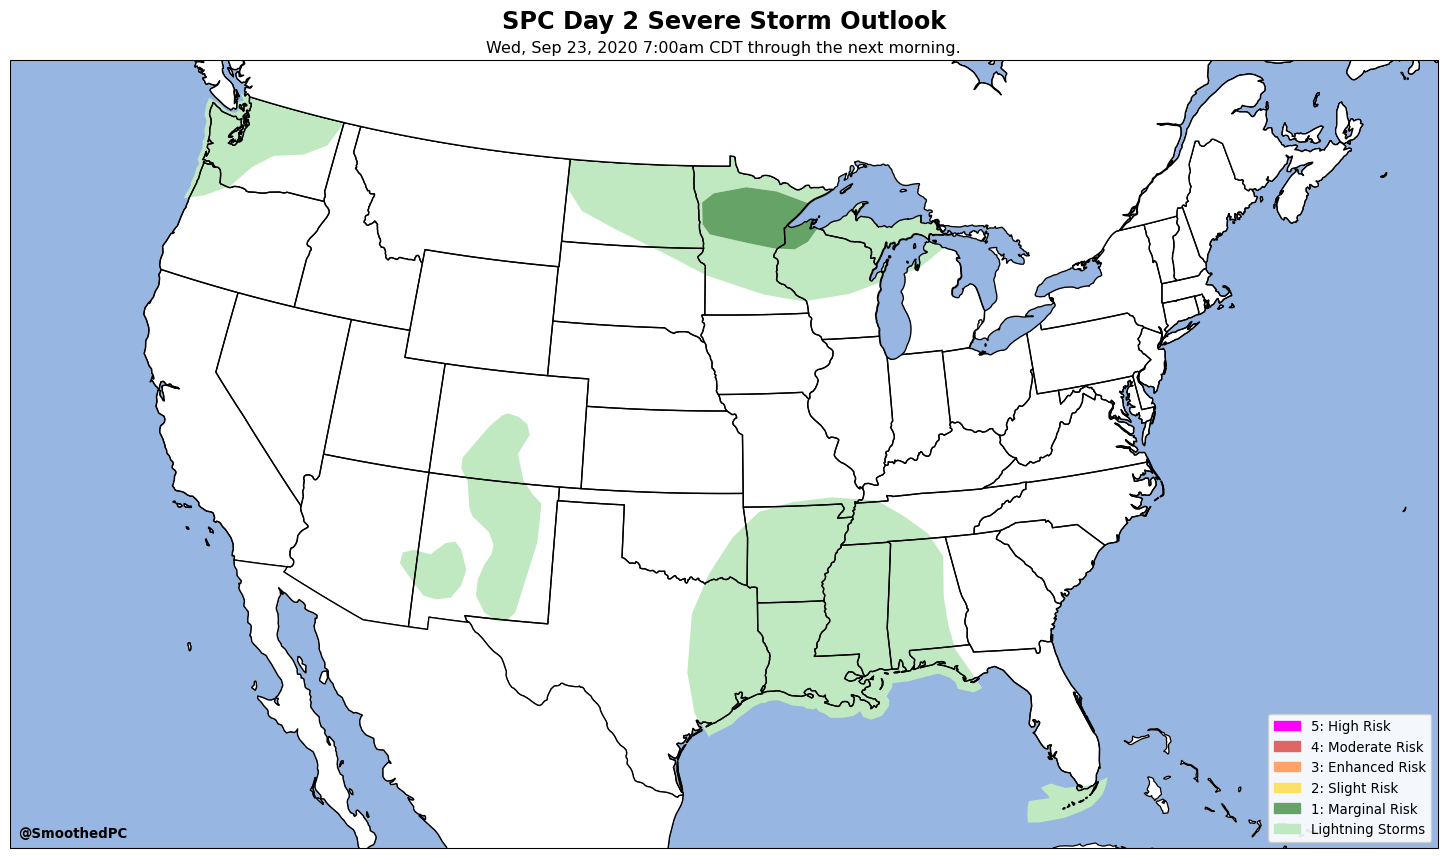 SPC Day 2 Severe Storm Outlook
Wed, Sep 23, 2020 7:00am CDT through the next morning.
5: High Risk
4: Moderate Risk
3: Enhanced Risk
2: Slight Risk
1: Marginal Risk
Lightning Storms
@SmoothedPC